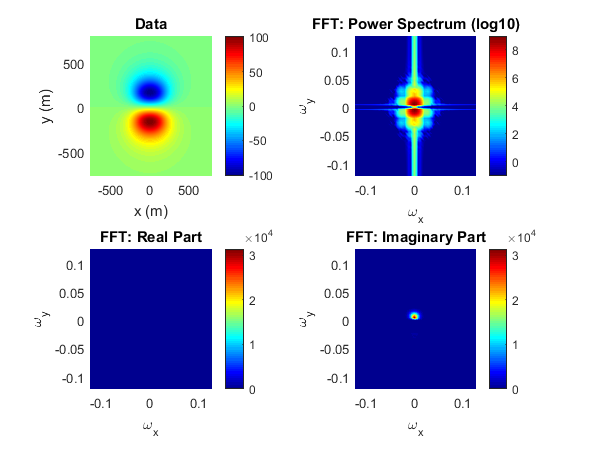 Data
500
0
-500
y (m)
-500 0 500
x (m)
100
50
0
-50
-100
FFT: Power Spectrum (log10)
0.1
0.05
0
-0.05
-0.1
ω_y
-0.1 0 0.1
ω_x
8
6
4
2
0
FFT: Real Part
×10^4
0.1
0.05
0
-0.05
-0.1
ω_y
-0.1 0 0.1
ω_x
3
2
1
0
FFT: Imaginary Part
×10^4
0.1
0.05
0
-0.05
-0.1
ω_y
-0.1 0 0.1
ω_x
3
2
1
0